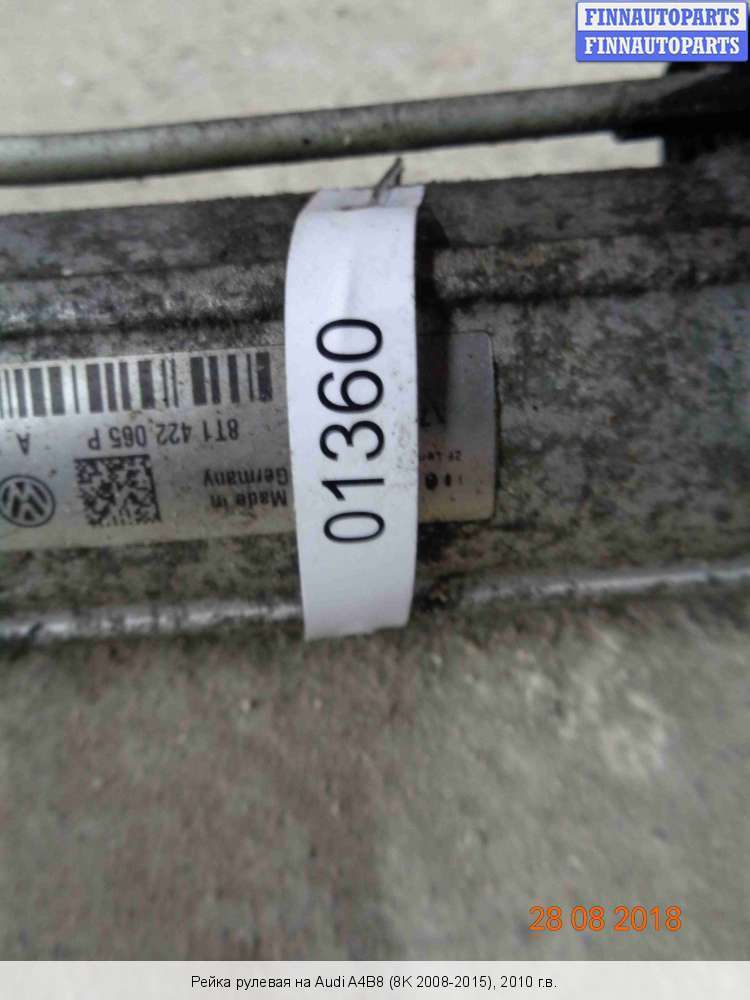 FINNAUTOPARTS
FINNAUTOPARTS
01360
8T1 422 065 P A
Made in
Germany
28 08 2018
Рейка рулевая на Audi A4B8 (8K 2008-2015), 2010 г.в.